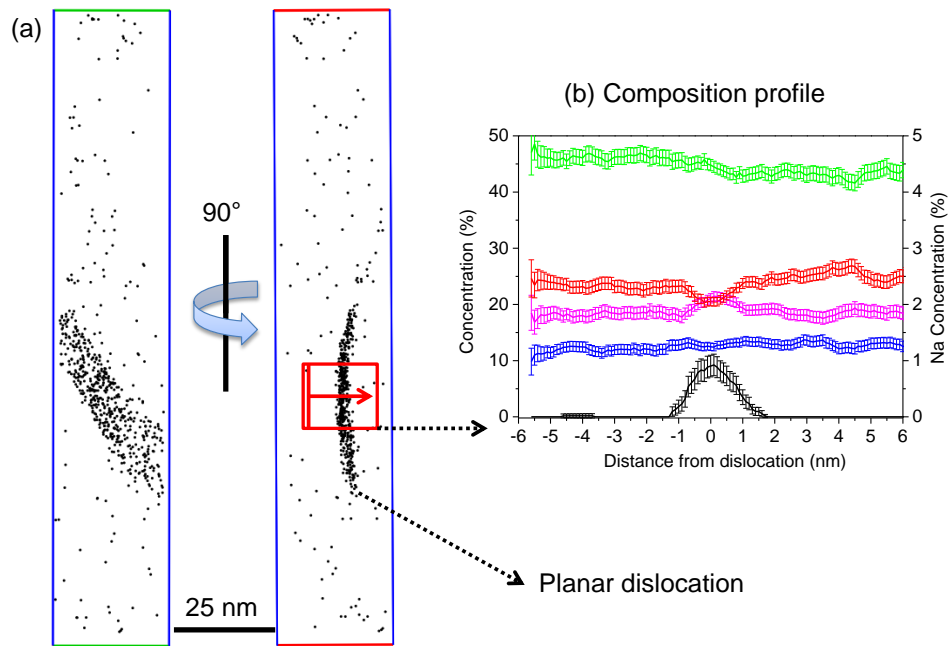 (a)
90°
25 nm
(b) Composition profile
Concentration (%)
50
40
30
20
10
0
5
4
3
2
1
0
Na Concentration (%)
-6 -5 -4 -3 -2 -1 0 1 2 3 4 5 6
Distance from dislocation (nm)
Planar dislocation